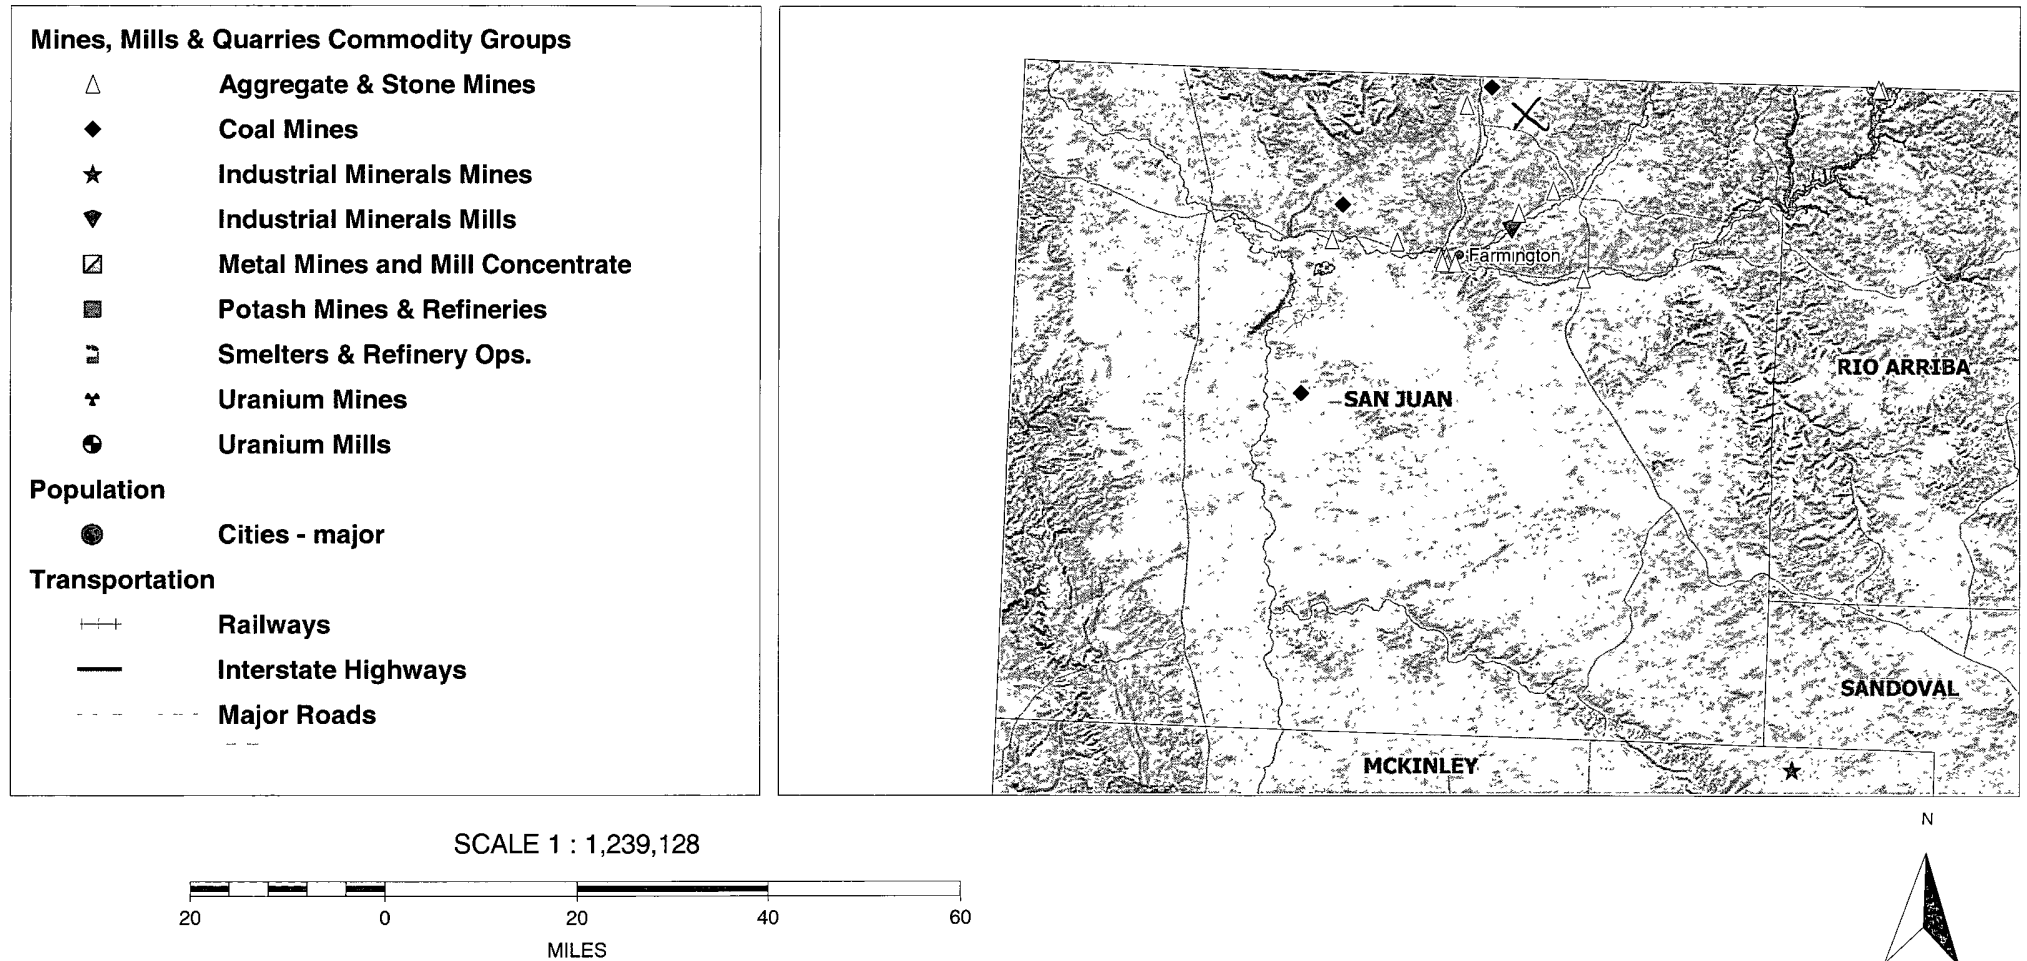 Mines, Mills & Quarries Commodity Groups
Aggregate & Stone Mines
Coal Mines
Industrial Minerals Mines
Industrial Minerals Mills
Metal Mines and Mill Concentrate
Potash Mines & Refineries
Smelters & Refinery Ops.
Uranium Mines
Uranium Mills
Population
Cities - major
Transportation
Railways
Interstate Highways
Major Roads
Farmington
RIO ARRIBA
SAN JUAN
SANDOVAL
MCKINLEY
SCALE 1 : 1,239,128
20 0 20 40 60
MILES
N